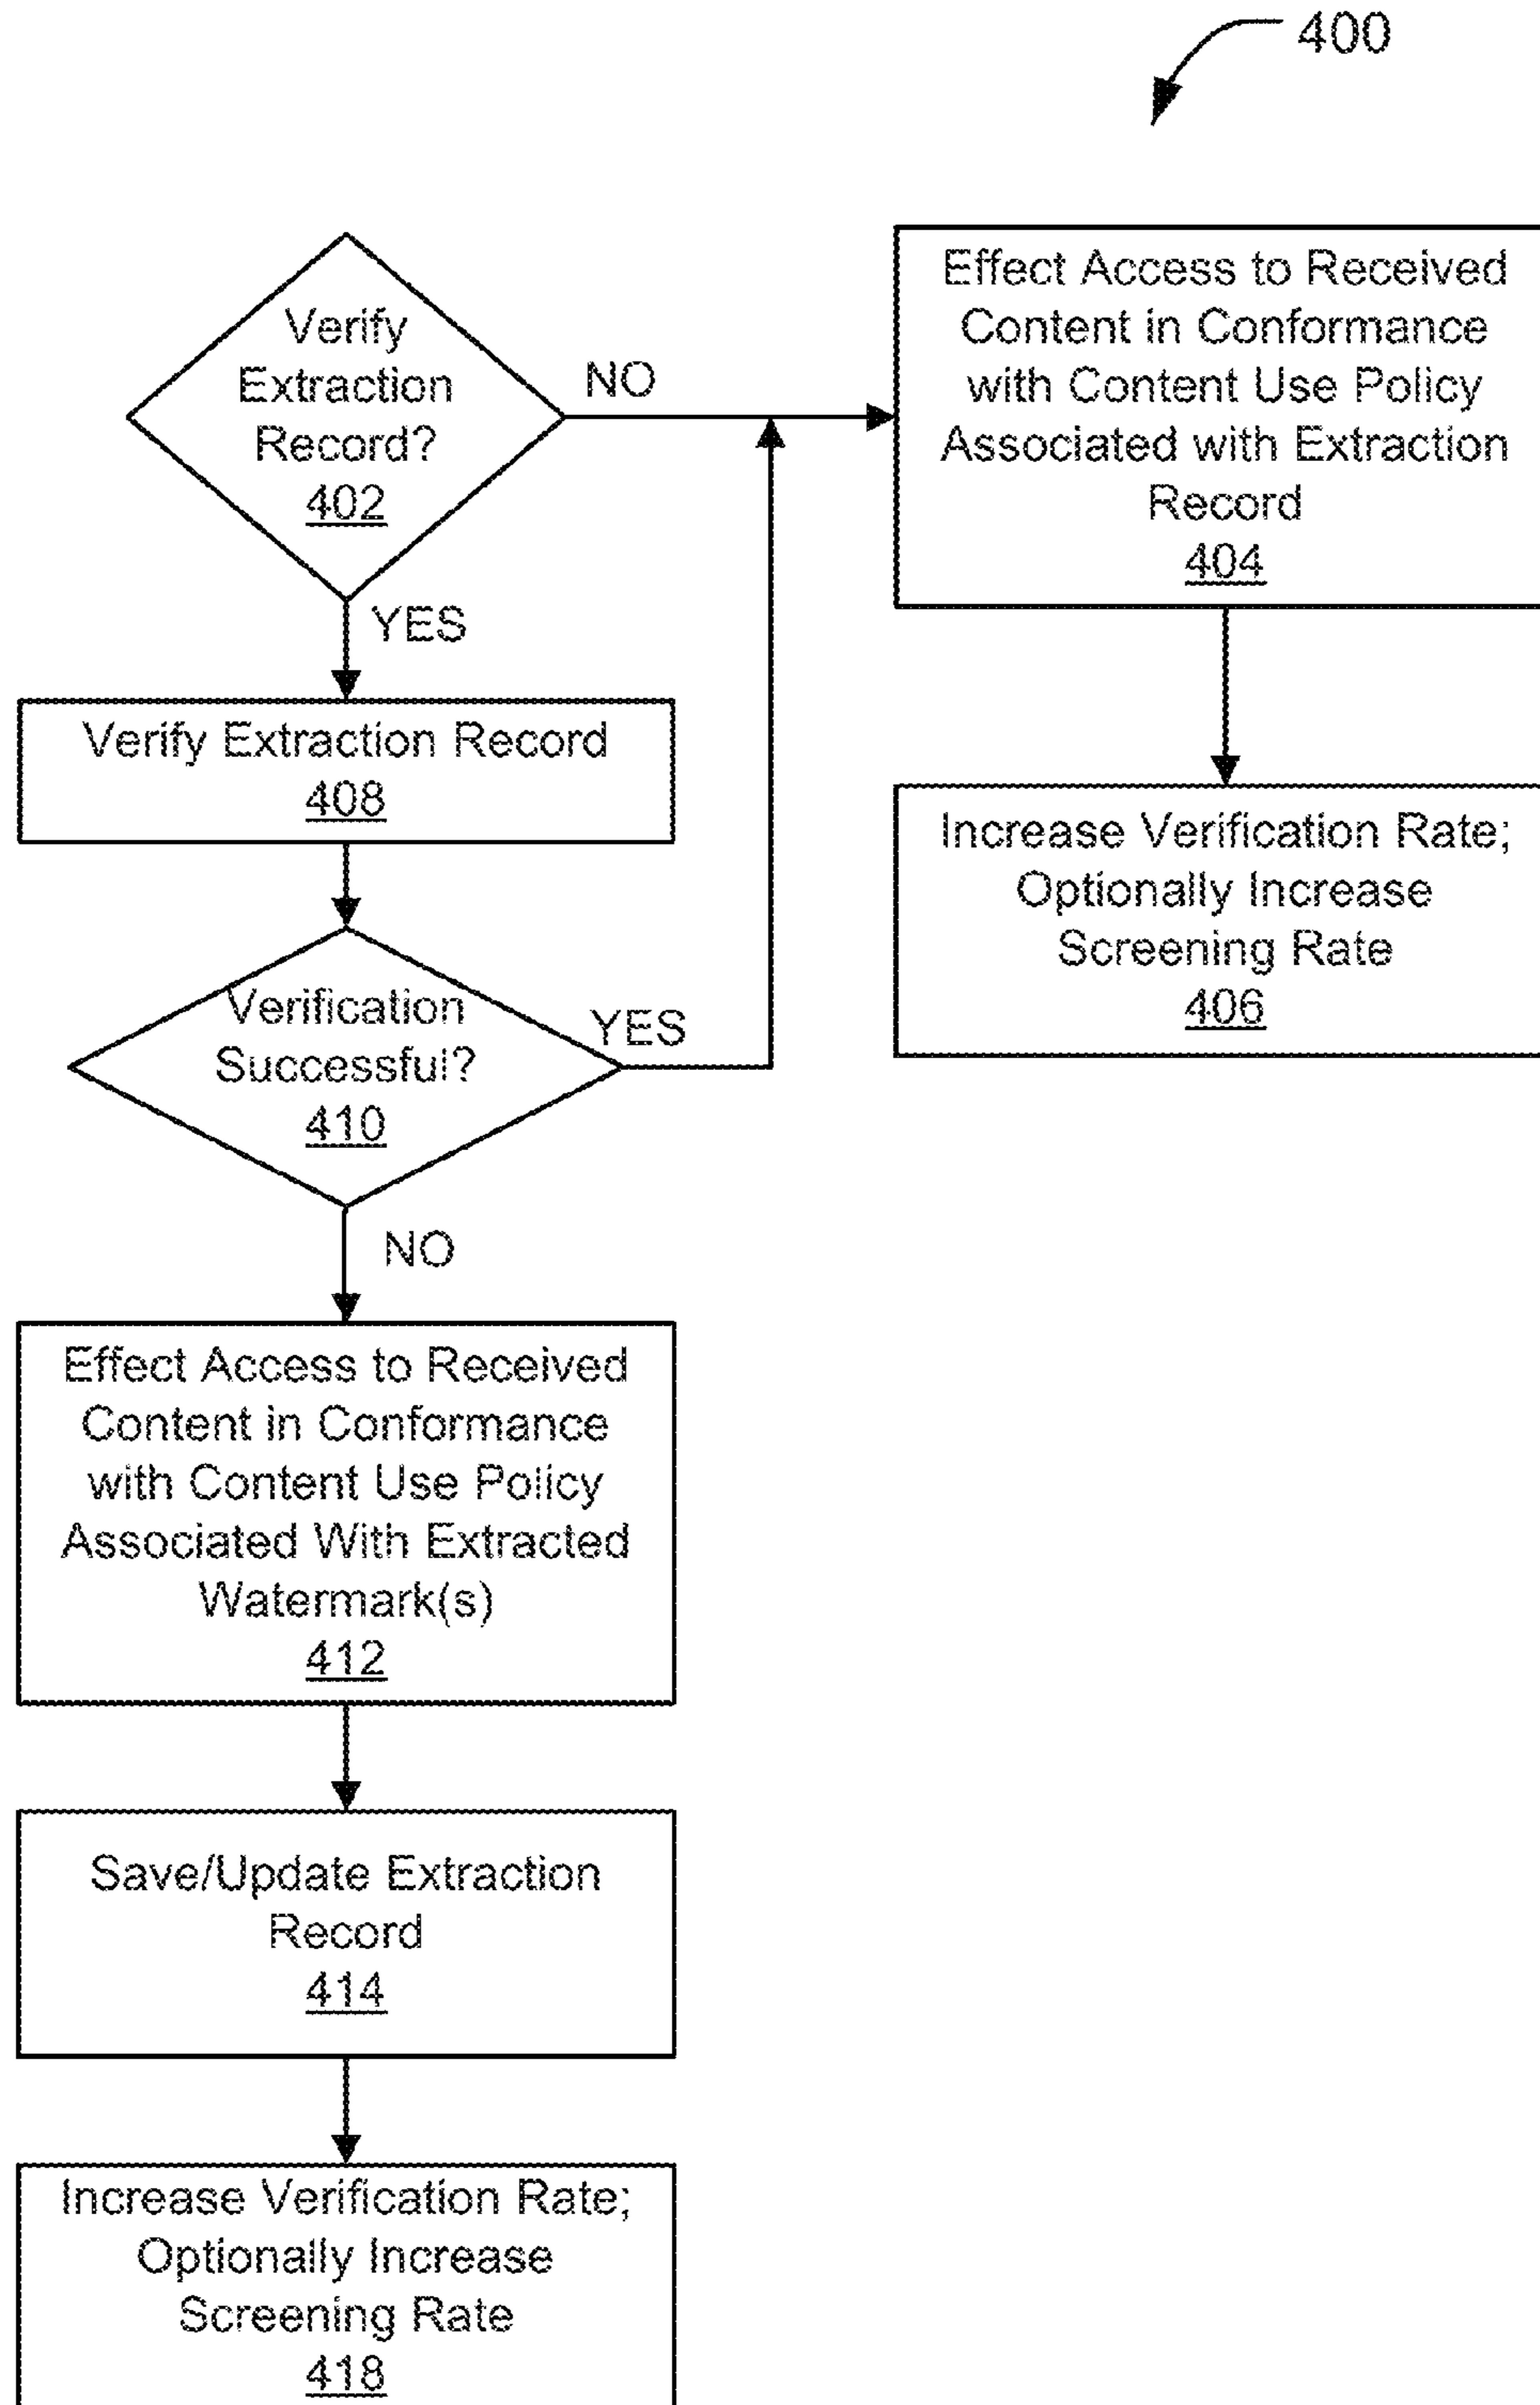 400
Verify
Extraction
Record?
402
NO
YES
Effect Access to Received
Content in Conformance
with Content Use Policy
Associated with Extraction
Record
404
Increase Verification Rate;
Optionally Increase
Screening Rate
406
Verify Extraction Record
408
Verification
Successful?
410
YES
NO
Effect Access to Received
Content in Conformance
with Content Use Policy
Associated With Extracted
Watermark(s)
412
Save/Update Extraction
Record
414
Increase Verification Rate;
Optionally Increase
Screening Rate
418